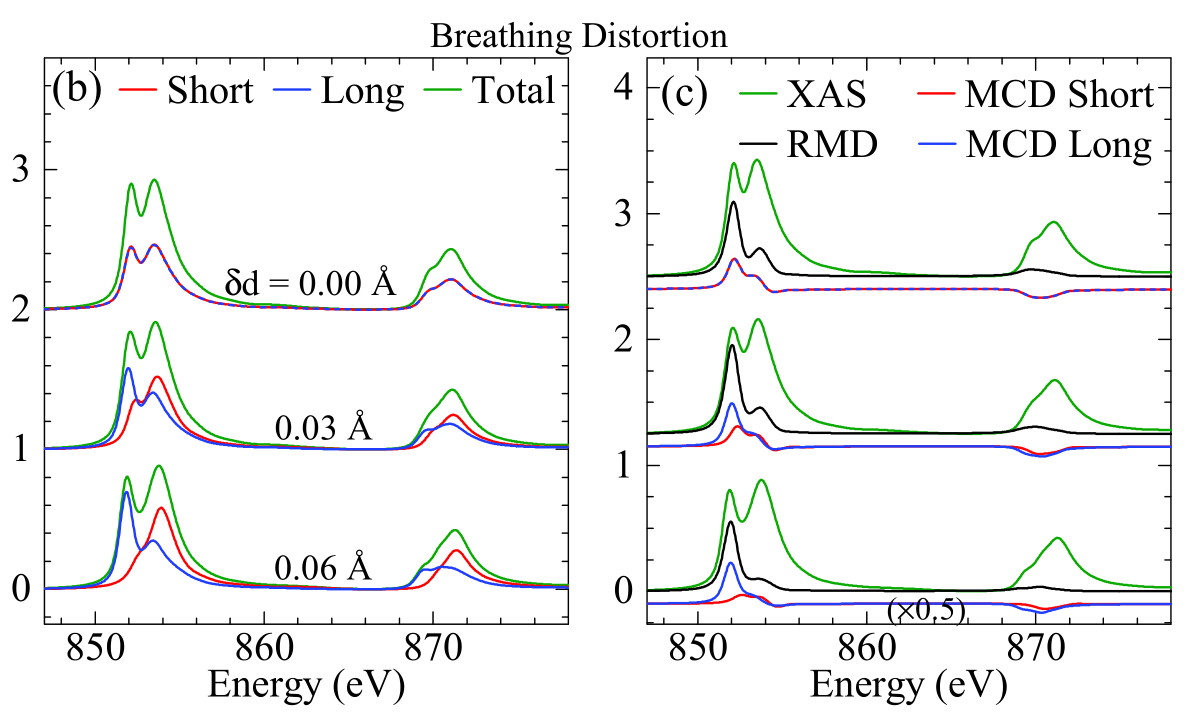 Breathing Distortion
(b) Short Long Total
3
δd = 0.00 Å
2
0.03 Å
1
0.06 Å
0
850 860 870
Energy (eV)
(c) XAS MCD Short
RMD MCD Long
4
3
2
1
0
(×0.5)
850 860 870
Energy (eV)